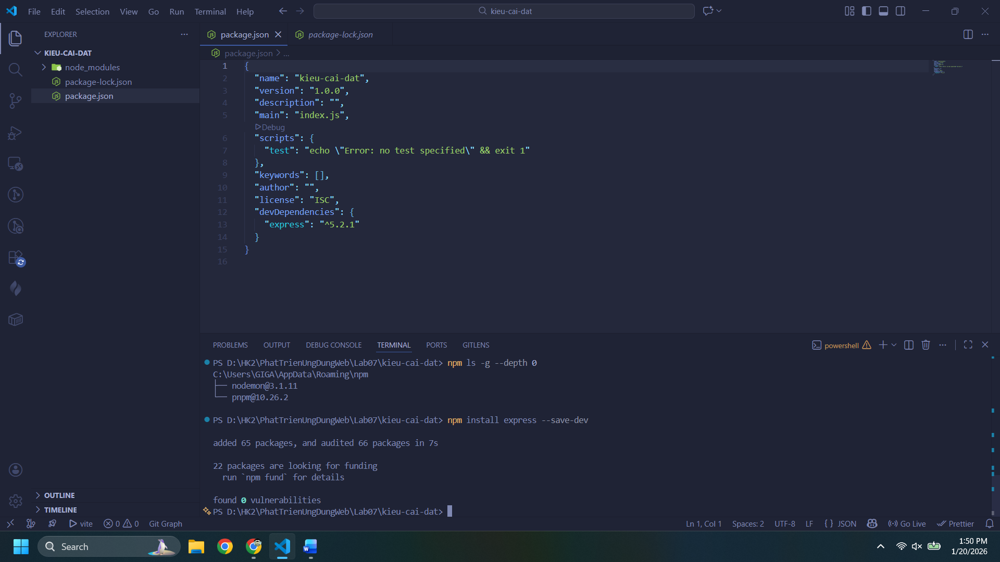 File Edit Selection View Go Run Terminal Help
kieu-cai-dat
EXPLORER
KIEU-CAI-DAT
node_modules
package-lock.json
package.json
package.json
package-lock.json
package.json > ...
1 {
2 "name": "kieu-cai-dat",
3 "version": "1.0.0",
4 "description": "",
5 "main": "index.js",
Debug
6 "scripts": {
7 "test": "echo \"Error: no test specified\" && exit 1"
8 },
9 "keywords": [],
10 "author": "",
11 "license": "ISC",
12 "devDependencies": {
13 "express": "^5.2.1"
14 }
15 }
16
PROBLEMS OUTPUT DEBUG CONSOLE TERMINAL PORTS GITLENS
powershell
PS D:\HK2\PhatTrienUngDungWeb\Lab07\kieu-cai-dat> npm ls -g --depth 0
C:\Users\GIGA\AppData\Roaming\npm
├── nodemon@3.1.11
└── pnpm@10.26.2
PS D:\HK2\PhatTrienUngDungWeb\Lab07\kieu-cai-dat> npm install express --save-dev
added 65 packages, and audited 66 packages in 7s
22 packages are looking for funding
run `npm fund` for details
found 0 vulnerabilities
PS D:\HK2\PhatTrienUngDungWeb\Lab07\kieu-cai-dat>
OUTLINE
TIMELINE
vite 0 0 Git Graph
Ln 1, Col 1 Spaces: 2 UTF-8 LF { } JSON Go Live Prettier
Search
1:50 PM
1/20/2026